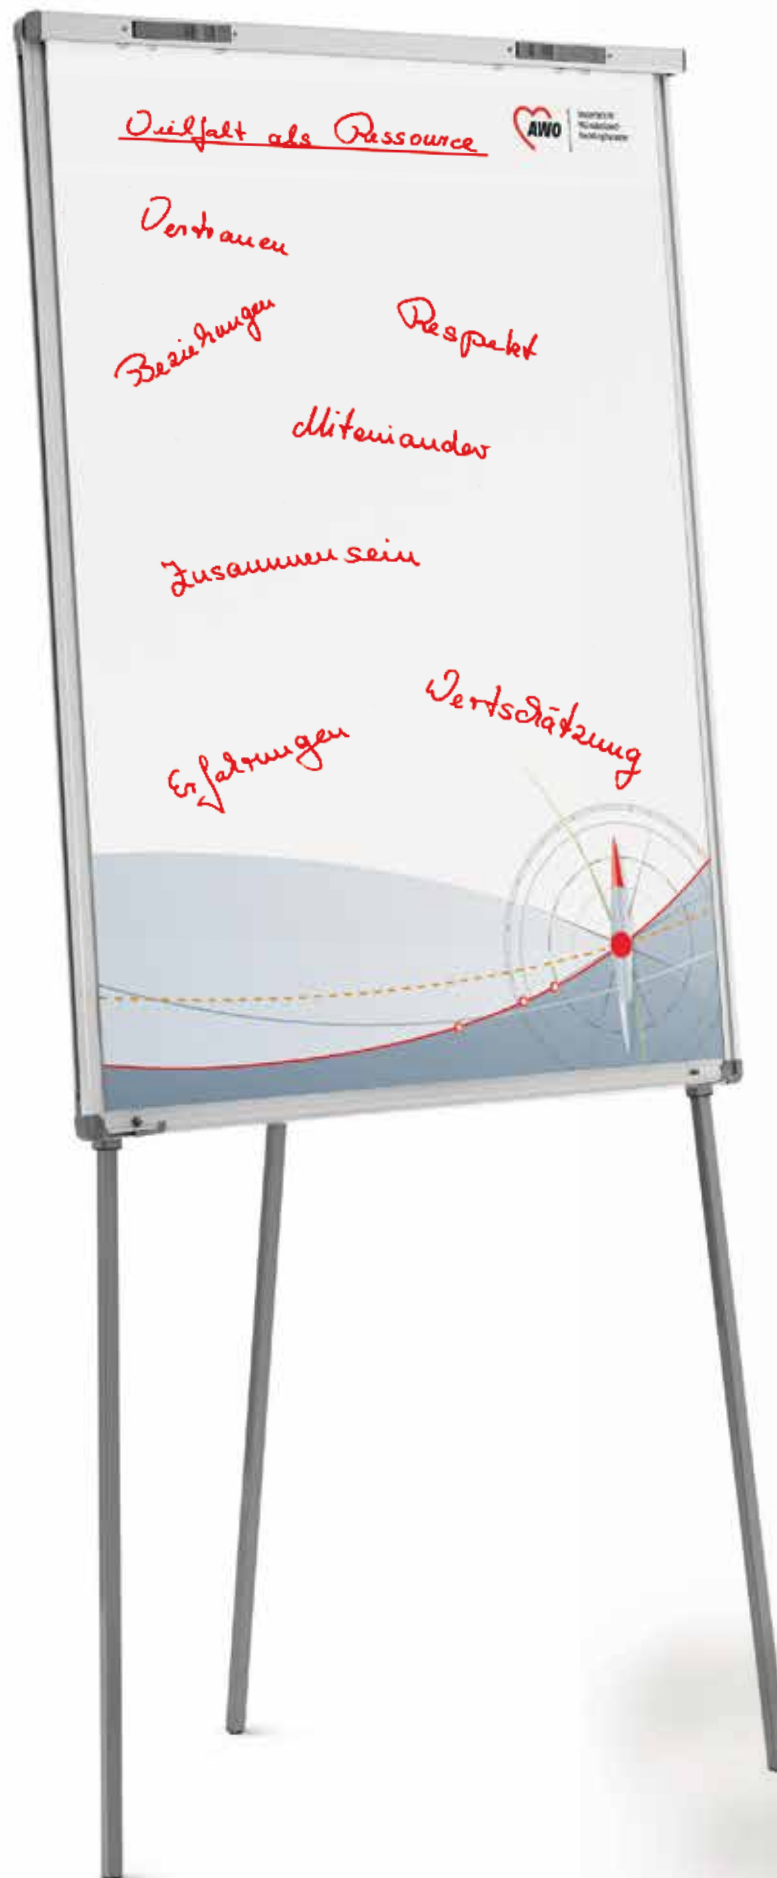 Vielfalt als Ressource
AWO
Vertrauen
Beziehungen
Respekt
Miteinander
Zusammensein
Wertschätzung
Erfahrungen